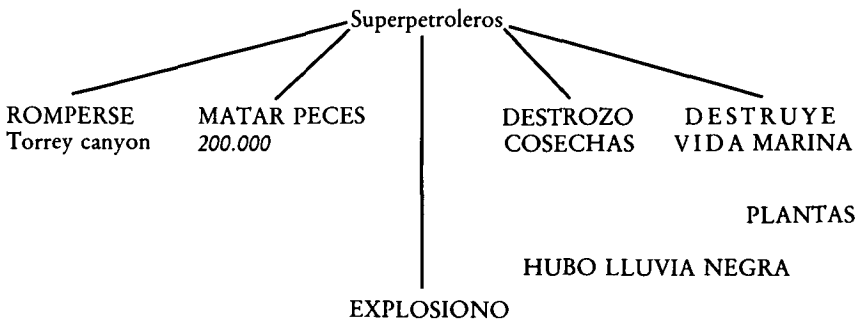 Superpetroleros
ROMPERSE
Torrey canyon
MATAR PECES
200.000
DESTROZO
COSECHAS
DESTRUYE
VIDA MARINA
PLANTAS
HUBO LLUVIA NEGRA
EXPLOSIONO